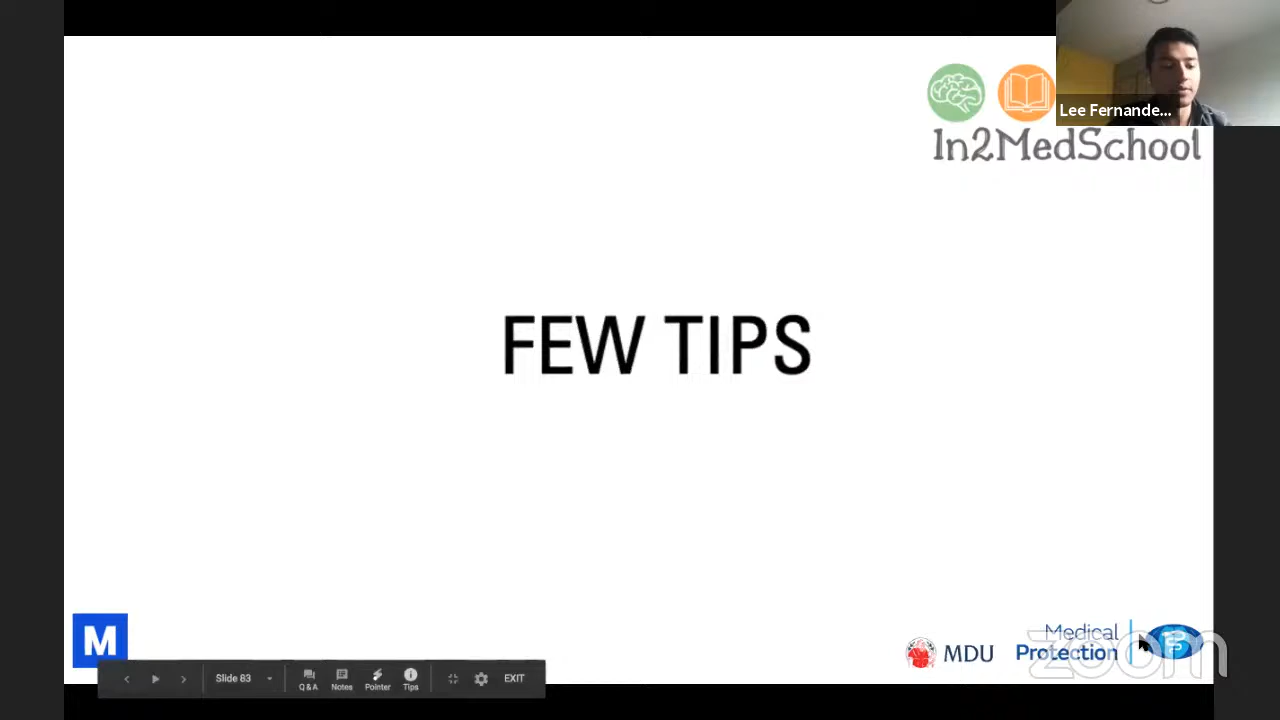 Lee Fernande...
In2MedSchool
FEW TIPS
M
MDU
Medical
Protection
zoom
Slide 83
Q&A
Notes
Pointer
Tips
EXIT